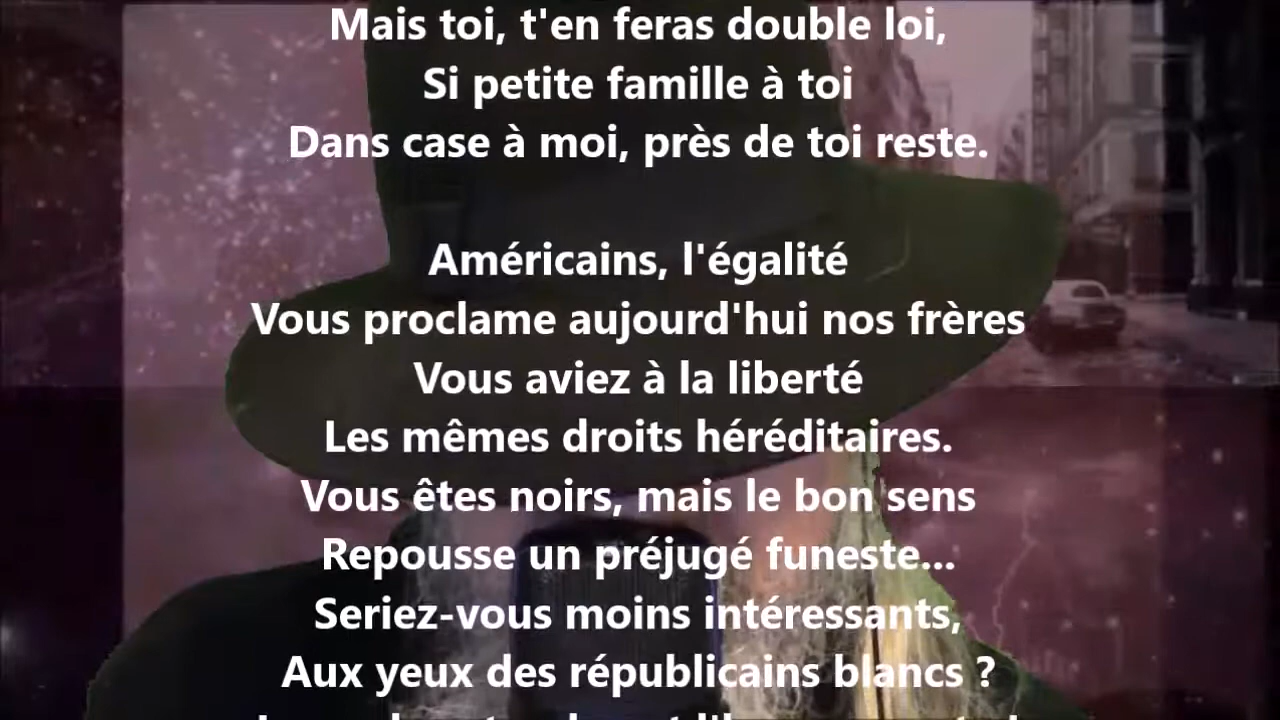 Mais toi, t'en feras double loi,
Si petite famille à toi
Dans case à moi, près de toi reste.
Américains, l'égalité
Vous proclame aujourd'hui nos frères
Vous aviez à la liberté
Les mêmes droits héréditaires.
Vous êtes noirs, mais le bon sens
Repousse un préjugé funeste...
Seriez-vous moins intéressants,
Aux yeux des républicains blancs ?